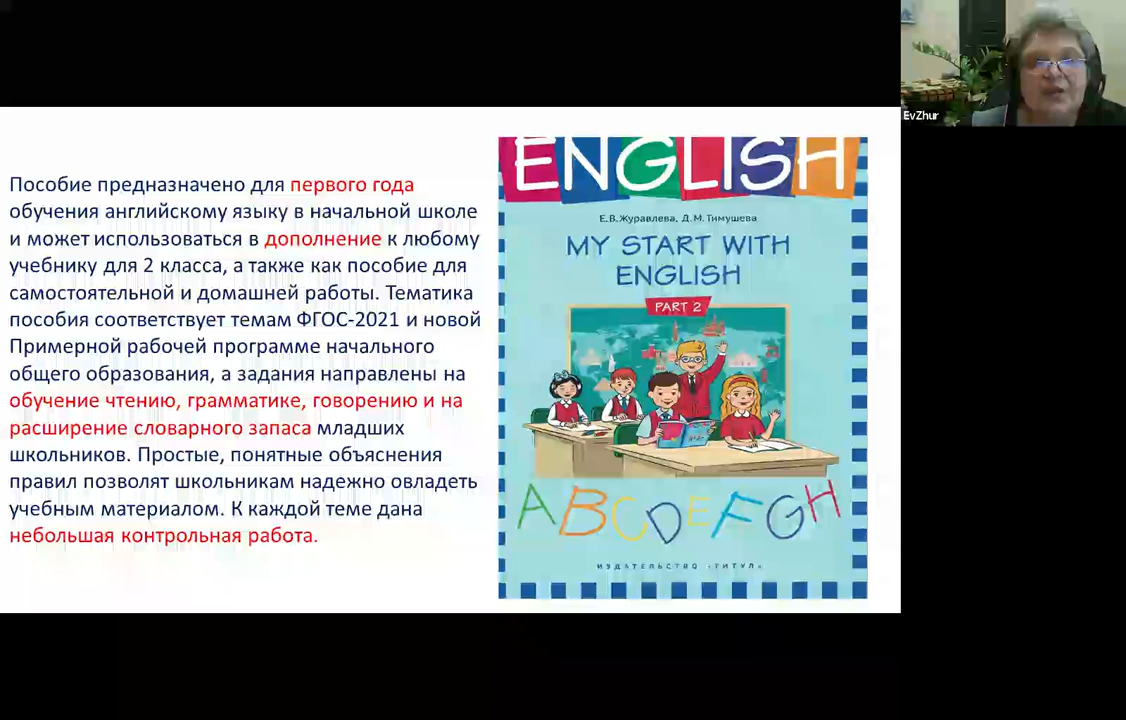 EvZhur
Пособие предназначено для первого года
обучения английскому языку в начальной школе
и может использоваться в дополнение к любому
учебнику для 2 класса, а также как пособие для
самостоятельной и домашней работы. Тематика
пособия соответствует темам ФГОС-2021 и новой
Примерной рабочей программе начального
общего образования, а задания направлены на
обучение чтению, грамматике, говорению и на
расширение словарного запаса младших
школьников. Простые, понятные объяснения
правил позволят школьникам надежно овладеть
учебным материалом. К каждой теме дана
небольшая контрольная работа.
ENGLISH
Е.В.Журавлева, Д.М.Тимушева
MY START WITH
ENGLISH
PART 2
ABCDEFGH
ИЗДАТЕЛЬСТВО «ТИТУЛ»